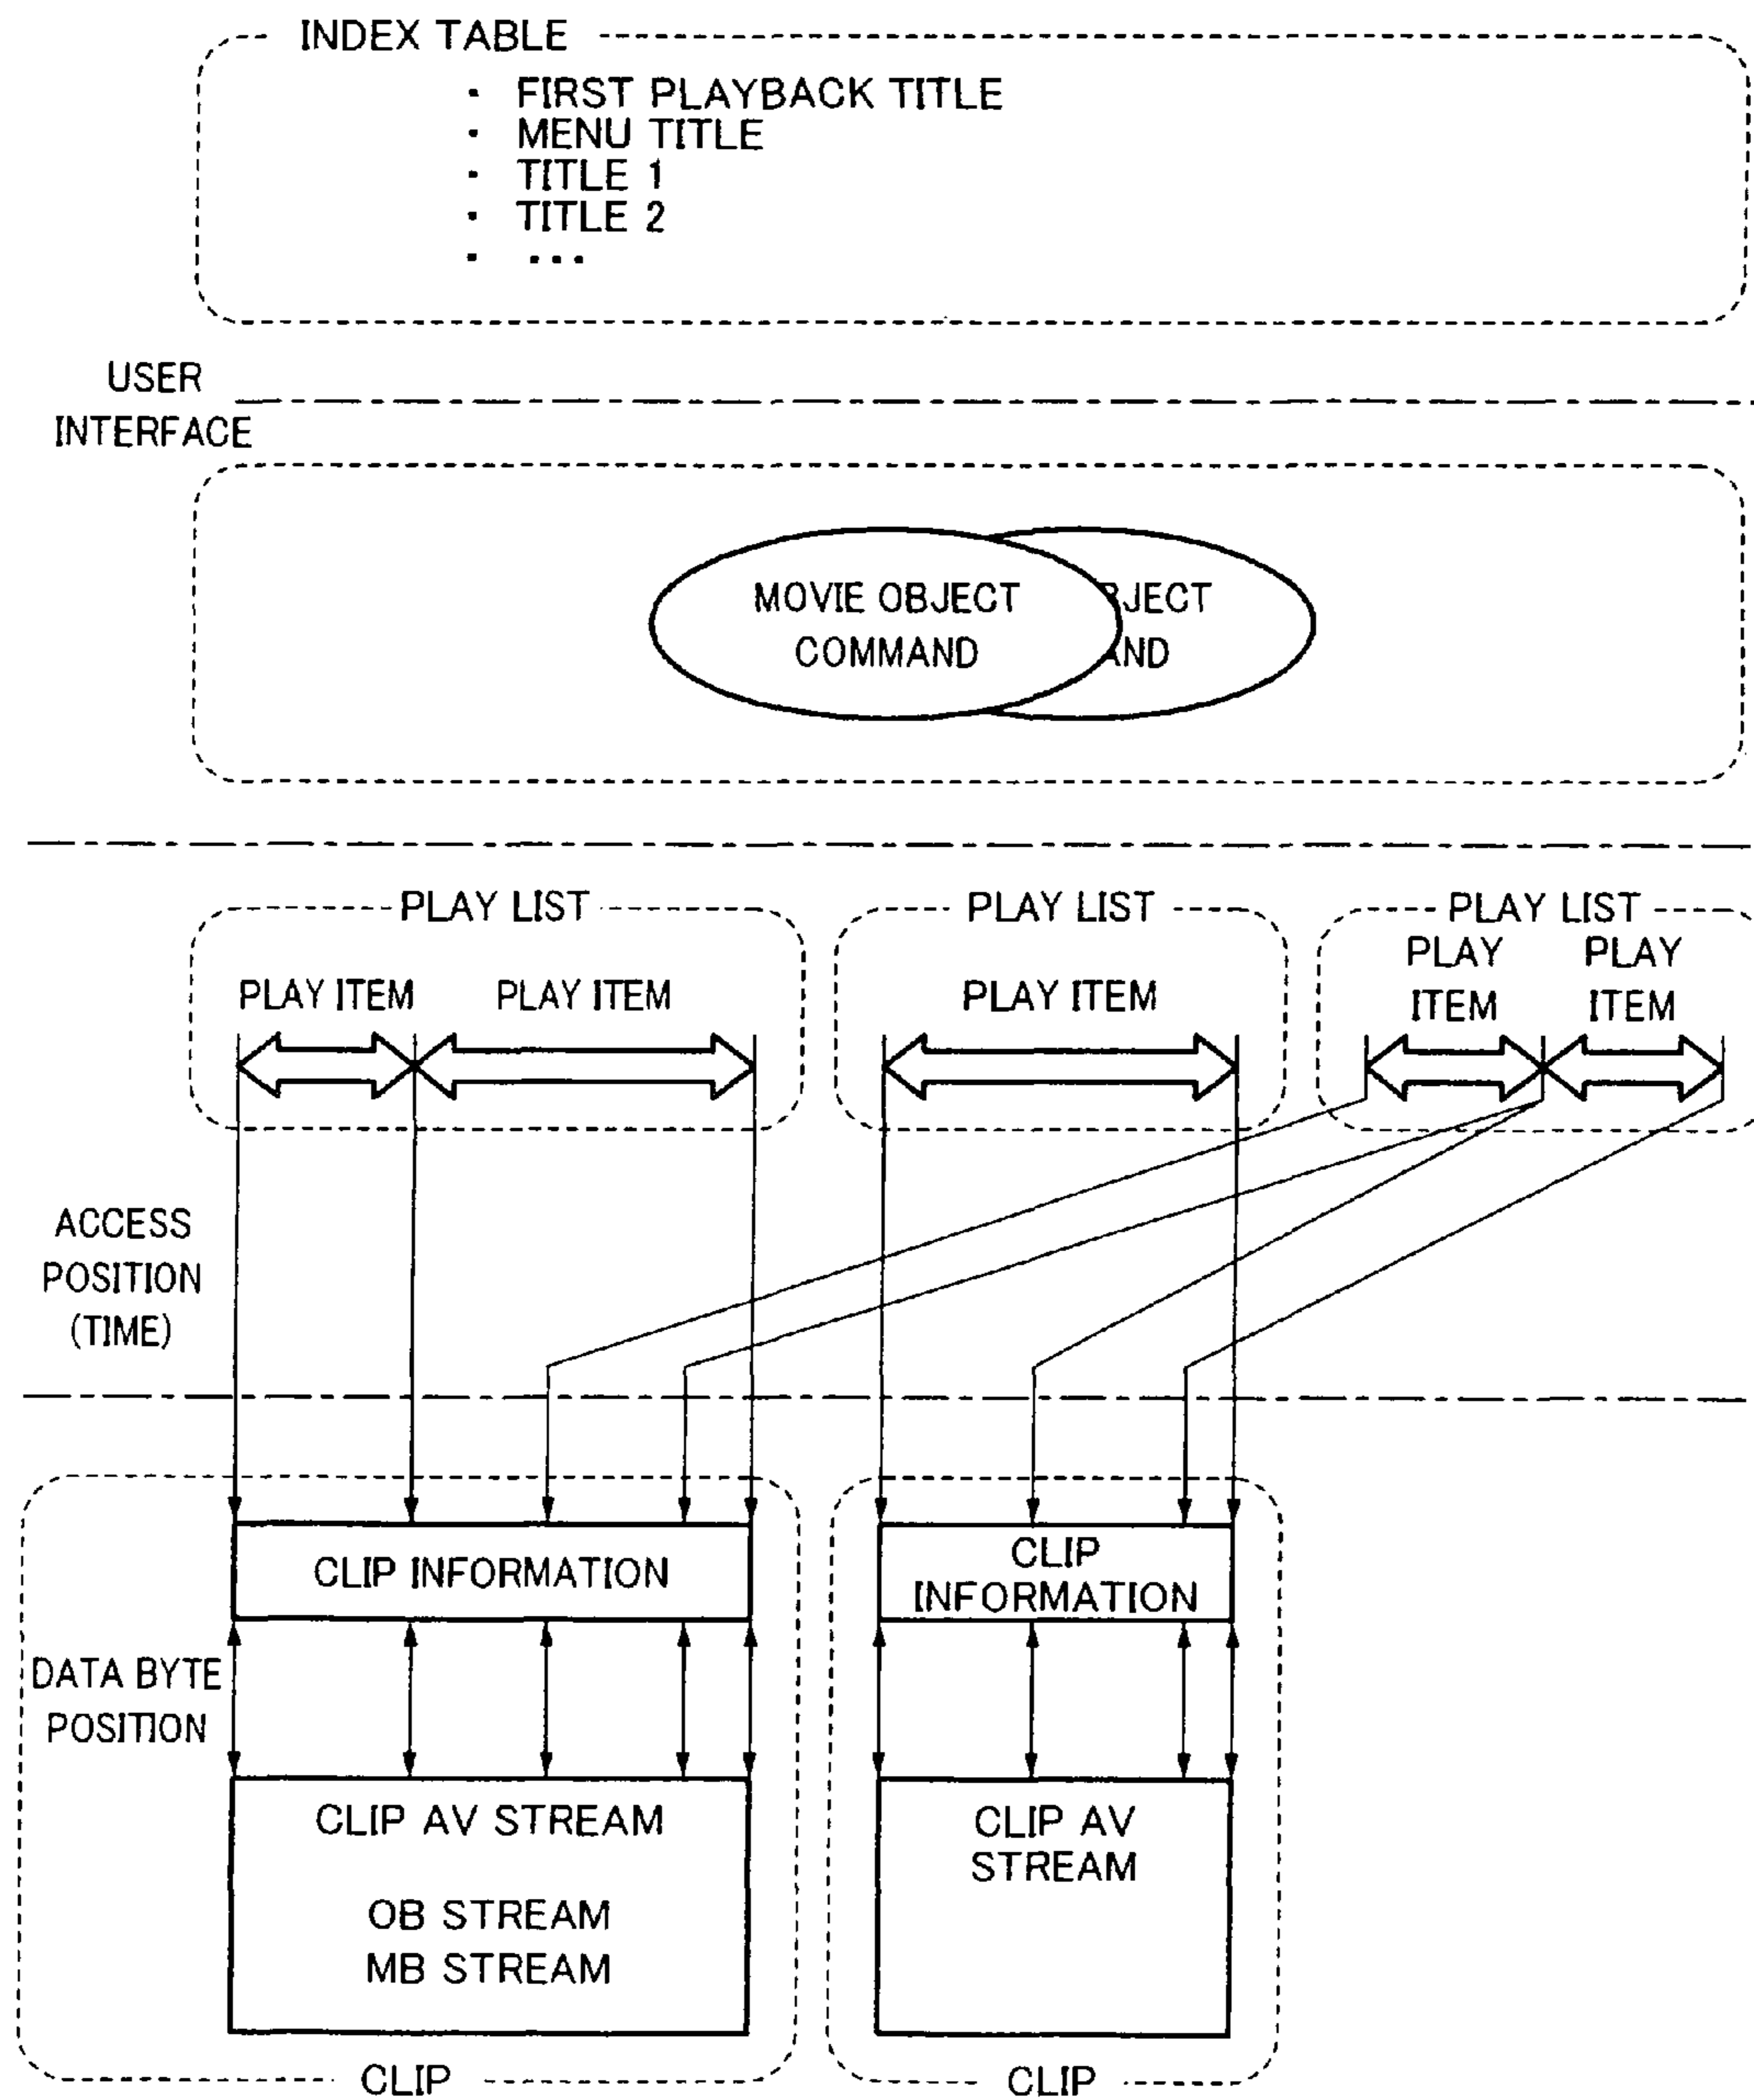 INDEX TABLE
· FIRST PLAYBACK TITLE
· MENU TITLE
· TITLE 1
· TITLE 2
· ...
USER
INTERFACE
MOVIE OBJECT
COMMAND
BJECT
AND
PLAY LIST
PLAY ITEM
PLAY ITEM
PLAY LIST
PLAY ITEM
PLAY LIST
PLAY
ITEM
PLAY
ITEM
ACCESS
POSITION
(TIME)
CLIP INFORMATION
CLIP
INFORMATION
DATA BYTE
POSITION
CLIP AV STREAM
OB STREAM
MB STREAM
CLIP AV
STREAM
CLIP
CLIP